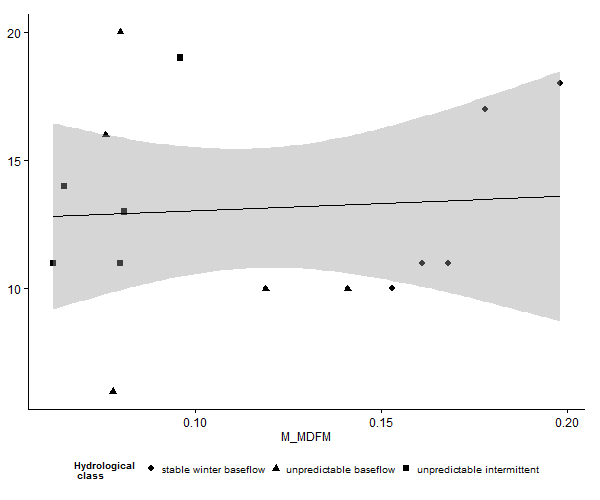 20
15
10
0.10 0.15 0.20
M_MDFM
Hydrological
class
stable winter baseflow unpredictable baseflow unpredictable intermittent